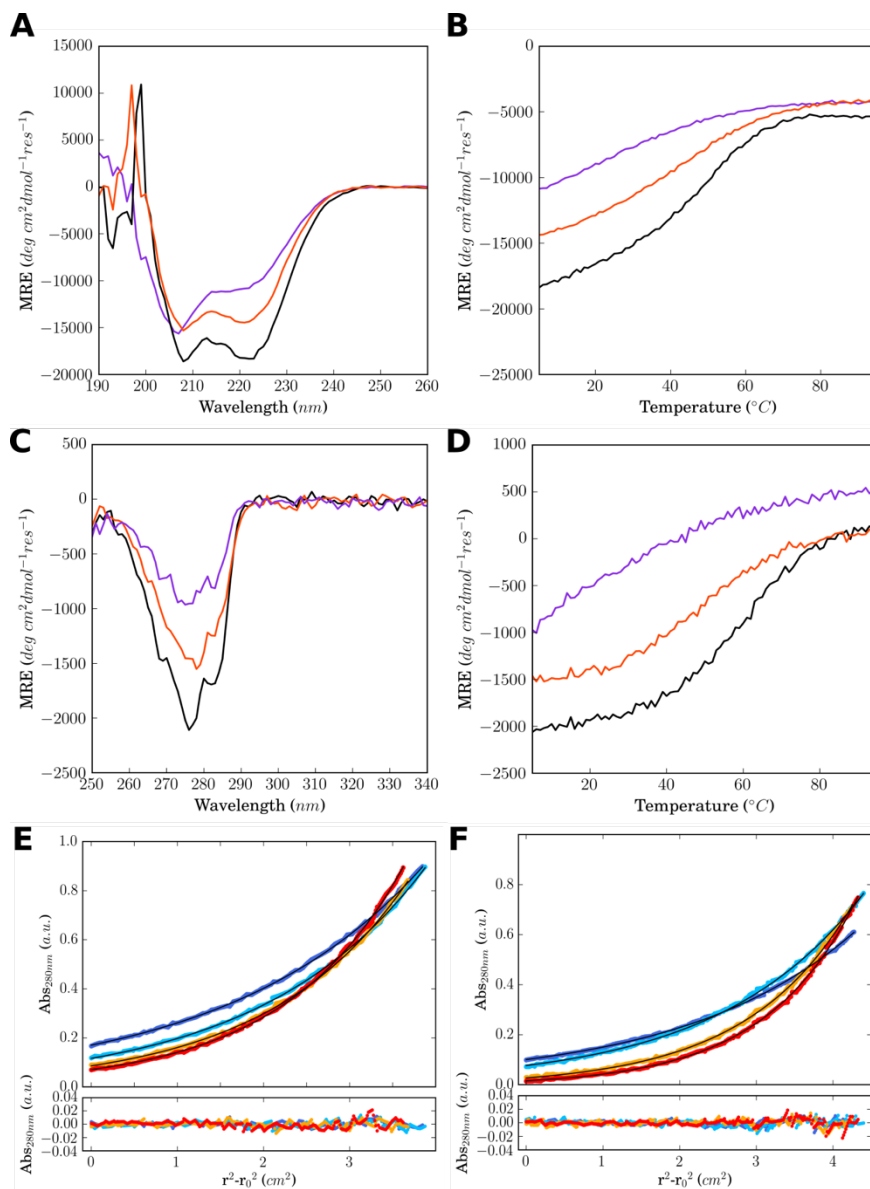 A
15000
10000
5000
0
−5000
−10000
−15000
−20000
MRE (deg cm²dmol⁻¹res⁻¹)
190 200 210 220 230 240 250 260
Wavelength (nm)
B
0
−5000
−10000
−15000
−20000
−25000
MRE (deg cm²dmol⁻¹res⁻¹)
20 40 60 80
Temperature (°C)
C
500
0
−500
−1000
−1500
−2000
−2500
MRE (deg cm²dmol⁻¹res⁻¹)
250 260 270 280 290 300 310 320 330 340
Wavelength (nm)
D
1000
500
0
−500
−1000
−1500
−2000
−2500
MRE (deg cm²dmol⁻¹res⁻¹)
20 40 60 80
Temperature (°C)
E
1.0
0.8
0.6
0.4
0.2
0.0
Abs280nm (a.u.)
0.04
0.02
0.00
−0.02
−0.04
Abs280nm (a.u.)
0 1 2 3
r²-r₀² (cm²)
F
0.8
0.6
0.4
0.2
0.0
Abs280nm (a.u.)
0.04
0.02
0.00
−0.02
−0.04
Abs280nm (a.u.)
0 1 2 3 4
r²-r₀² (cm²)